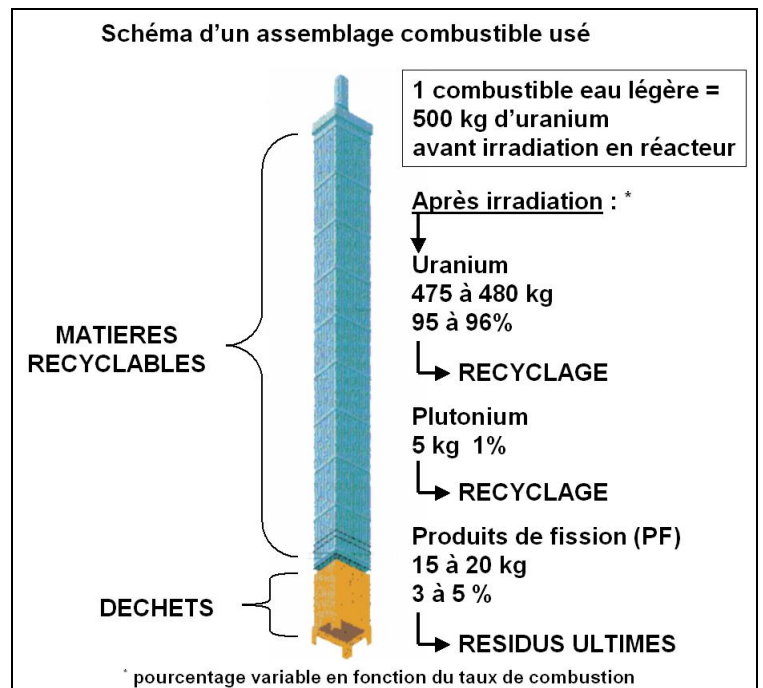 Schéma d'un assemblage combustible usé
1 combustible eau légère =
500 kg d'uranium
avant irradiation en réacteur
Après irradiation : *
Uranium
475 à 480 kg
95 à 96%
RECYCLAGE
MATIERES
RECYCLABLES
Plutonium
5 kg 1%
RECYCLAGE
Produits de fission (PF)
15 à 20 kg
3 à 5 %
DECHETS
RESIDUS ULTIMES
* pourcentage variable en fonction du taux de combustion